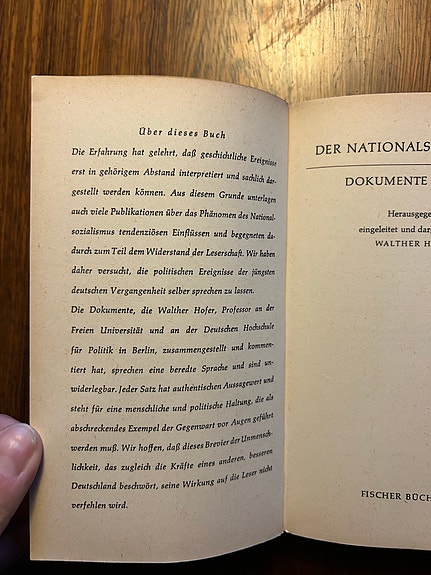 Über dieses Buch
Die Erfahrung hat gelehrt, daß geschichtliche Ereignisse
erst in gehörigem Abstand interpretiert und sachlich dar-
gestellt werden können. Aus diesem Grunde unterlagen
auch viele Publikationen über das Phänomen des National-
sozialismus tendenziösen Einflüssen und begegneten da-
durch zum Teil dem Widerstand der Leserschaft. Wir haben
daher versucht, die politischen Ereignisse der jüngsten
deutschen Vergangenheit selber sprechen zu lassen.
Die Dokumente, die Walther Hofer, Professor an der
Freien Universität und an der Deutschen Hochschule
für Politik in Berlin, zusammengestellt und kommen-
tiert hat, sprechen eine beredte Sprache und sind un-
widerlegbar. Jeder Satz hat authentischen Aussagewert und
steht für eine menschliche und politische Haltung, die als
abschreckendes Exempel der Gegenwart vor Augen geführt
werden muß. Wir hoffen, daß dieses Brevier der Unmensch-
lichkeit, das zugleich die Kräfte eines anderen, besseren
Deutschland beschwört, seine Wirkung auf die Leser nicht
verfehlen wird.
DER NATIONALS
DOKUMENTE
Herausgege
eingeleitet und darg
WALTHER H
FISCHER BÜCH